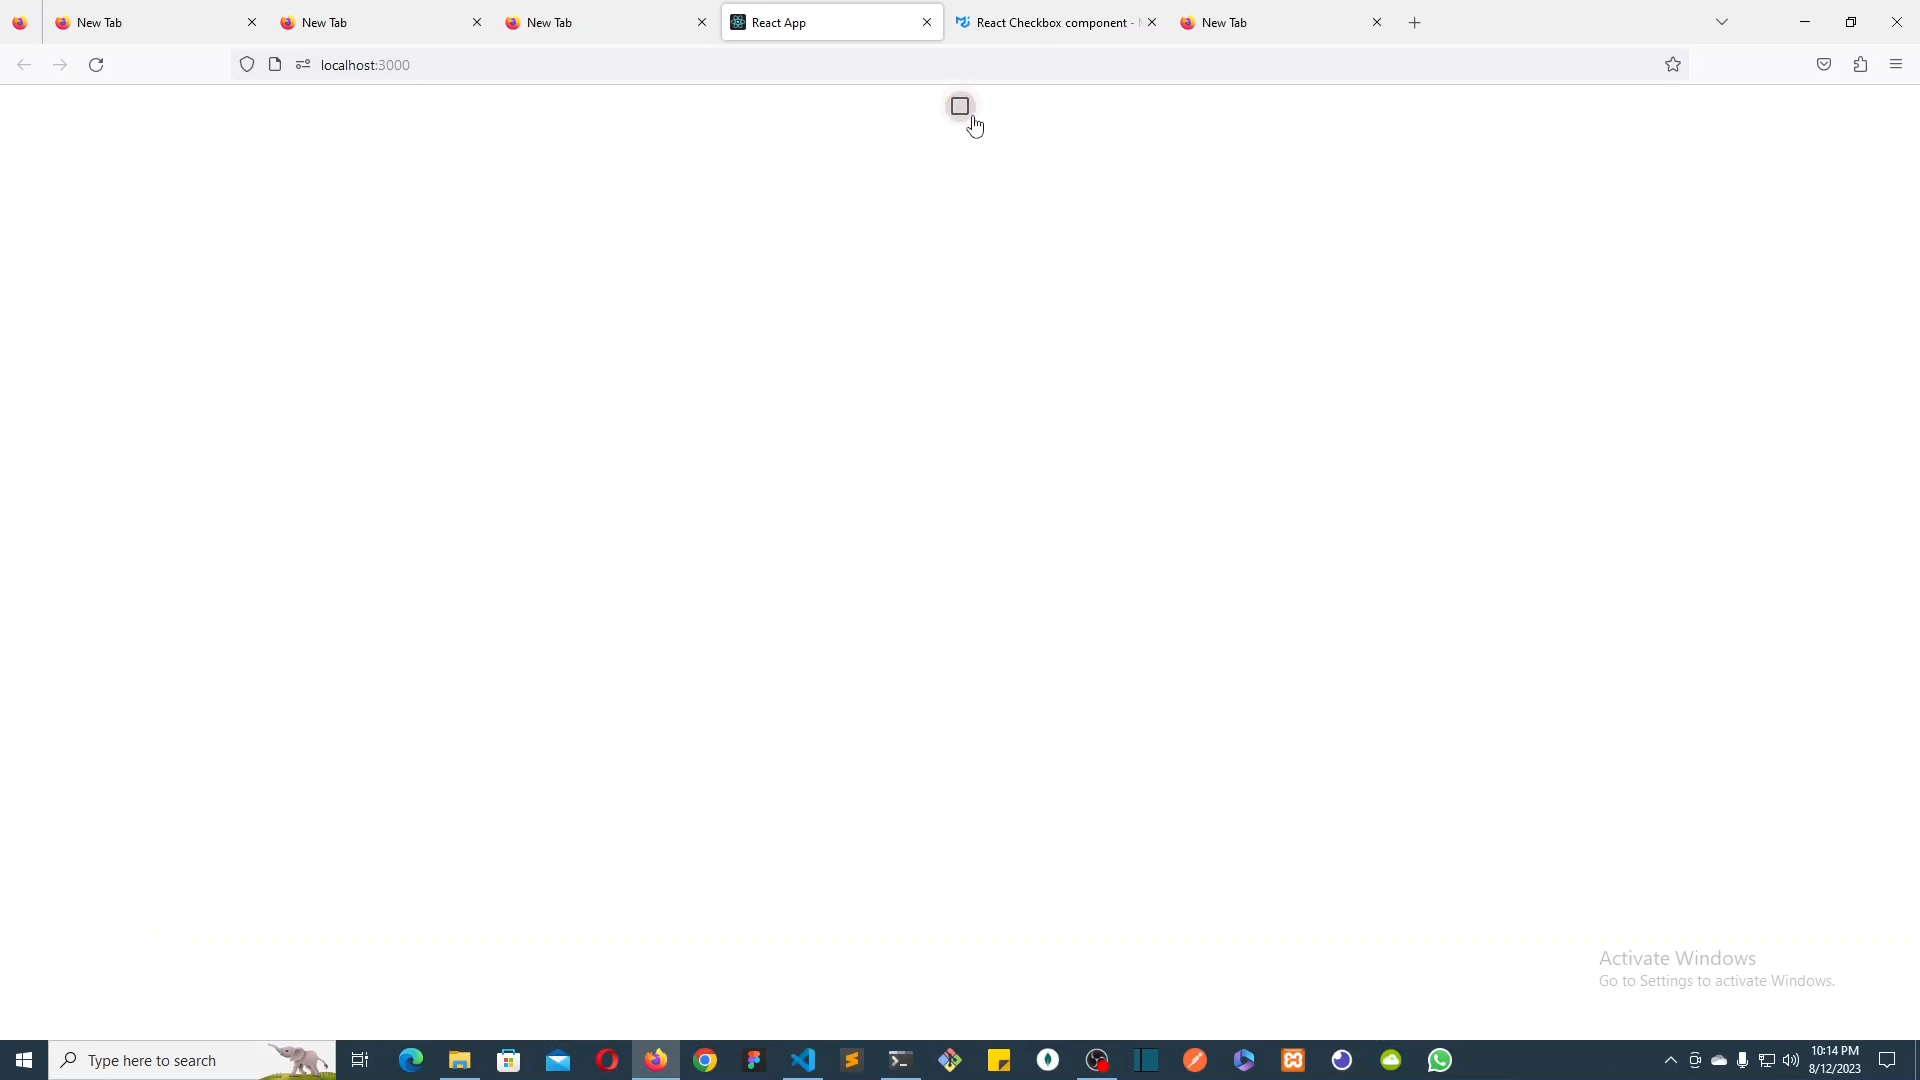 New Tab
New Tab
New Tab
React App
React Checkbox component -
New Tab
localhost:3000
Activate Windows
Go to Settings to activate Windows.
Type here to search
10:14 PM
8/12/2023